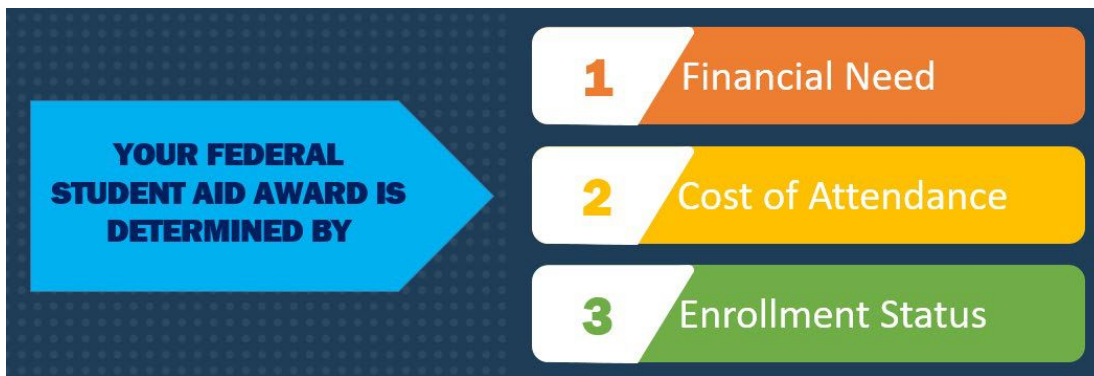 YOUR FEDERAL
STUDENT AID AWARD IS
DETERMINED BY
1 Financial Need
2 Cost of Attendance
3 Enrollment Status